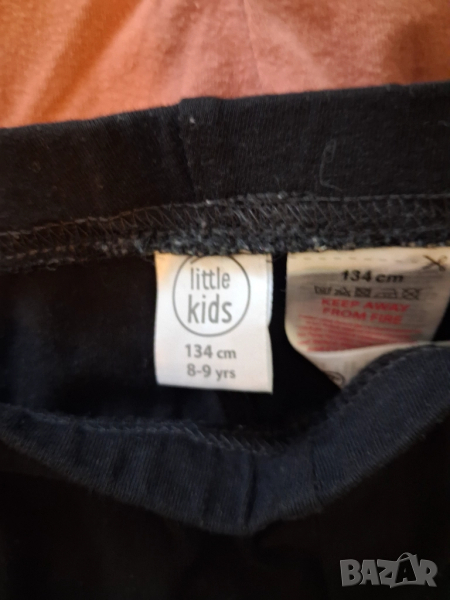 little
kids
134 cm
8-9 yrs
134 cm
KEEP AWAY
FROM FIRE
BAZAR